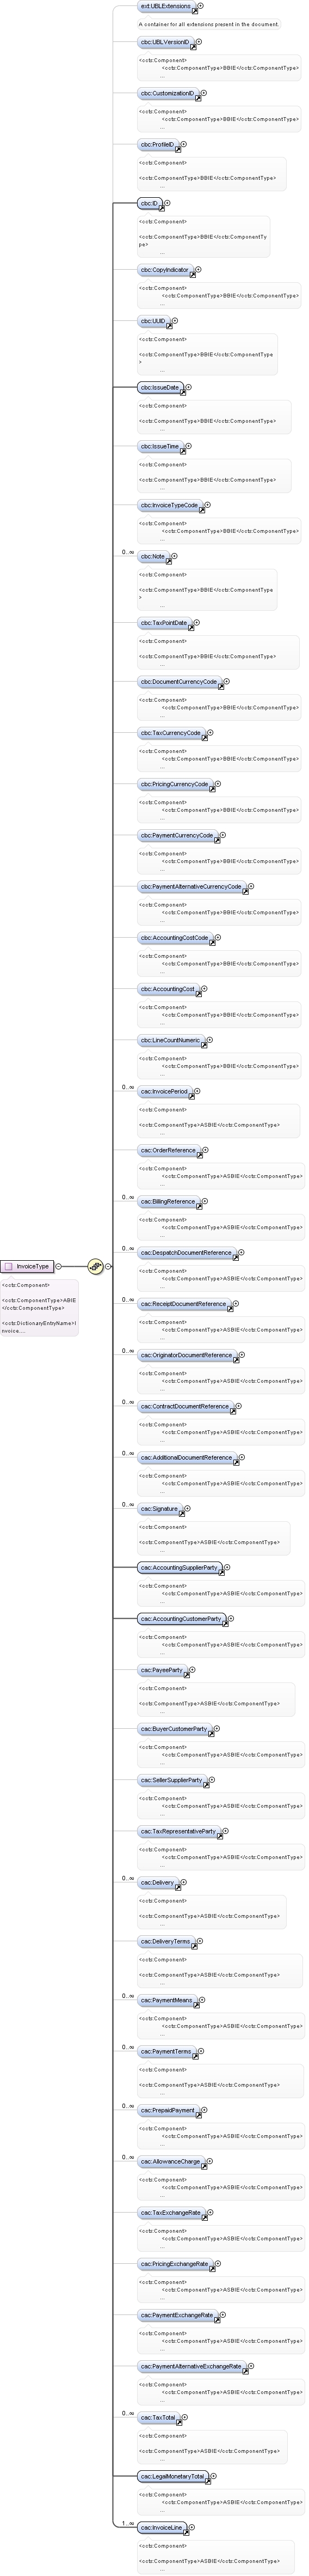 ext:UBLExtensions
A container for all extensions present in the document.
cbc:UBLVersionID
<ccts:Component>
<ccts:ComponentType>BBIE</ccts:ComponentType>
...
cbc:CustomizationID
<ccts:Component>
<ccts:ComponentType>BBIE</ccts:ComponentType>
...
cbc:ProfileID
<ccts:Component>
<ccts:ComponentType>BBIE</ccts:ComponentType>
...
cbc:ID
<ccts:Component>
<ccts:ComponentType>BBIE</ccts:ComponentTy
pe>
...
cbc:CopyIndicator
<ccts:Component>
<ccts:ComponentType>BBIE</ccts:ComponentType>
...
cbc:UUID
<ccts:Component>
<ccts:ComponentType>BBIE</ccts:ComponentType
>
...
cbc:IssueDate
<ccts:Component>
<ccts:ComponentType>BBIE</ccts:ComponentType>
...
cbc:IssueTime
<ccts:Component>
<ccts:ComponentType>BBIE</ccts:ComponentType>
...
cbc:InvoiceTypeCode
<ccts:Component>
<ccts:ComponentType>BBIE</ccts:ComponentType>
...
0..∞
cbc:Note
<ccts:Component>
<ccts:ComponentType>BBIE</ccts:ComponentType
>
...
cbc:TaxPointDate
<ccts:Component>
<ccts:ComponentType>BBIE</ccts:ComponentType>
...
cbc:DocumentCurrencyCode
<ccts:Component>
<ccts:ComponentType>BBIE</ccts:ComponentType>
...
cbc:TaxCurrencyCode
<ccts:Component>
<ccts:ComponentType>BBIE</ccts:ComponentType>
...
cbc:PricingCurrencyCode
<ccts:Component>
<ccts:ComponentType>BBIE</ccts:ComponentType>
...
cbc:PaymentCurrencyCode
<ccts:Component>
<ccts:ComponentType>BBIE</ccts:ComponentType>
...
cbc:PaymentAlternativeCurrencyCode
<ccts:Component>
<ccts:ComponentType>BBIE</ccts:ComponentType>
...
cbc:AccountingCostCode
<ccts:Component>
<ccts:ComponentType>BBIE</ccts:ComponentType>
...
cbc:AccountingCost
<ccts:Component>
<ccts:ComponentType>BBIE</ccts:ComponentType>
...
cbc:LineCountNumeric
<ccts:Component>
<ccts:ComponentType>BBIE</ccts:ComponentType>
...
0..∞
cac:InvoicePeriod
<ccts:Component>
<ccts:ComponentType>ASBIE</ccts:ComponentType>
...
cac:OrderReference
<ccts:Component>
<ccts:ComponentType>ASBIE</ccts:ComponentType>
...
0..∞
cac:BillingReference
<ccts:Component>
<ccts:ComponentType>ASBIE</ccts:ComponentType>
...
0..∞
cac:DespatchDocumentReference
<ccts:Component>
<ccts:ComponentType>ASBIE</ccts:ComponentType>
...
InvoiceType
<ccts:Component>
<ccts:ComponentType>ABIE
</ccts:ComponentType>
<ccts:DictionaryEntryName>I
nvoice....
0..∞
cac:ReceiptDocumentReference
<ccts:Component>
<ccts:ComponentType>ASBIE</ccts:ComponentType>
...
0..∞
cac:OriginatorDocumentReference
<ccts:Component>
<ccts:ComponentType>ASBIE</ccts:ComponentType>
...
0..∞
cac:ContractDocumentReference
<ccts:Component>
<ccts:ComponentType>ASBIE</ccts:ComponentType>
...
0..∞
cac:AdditionalDocumentReference
<ccts:Component>
<ccts:ComponentType>ASBIE</ccts:ComponentType>
...
0..∞
cac:Signature
<ccts:Component>
<ccts:ComponentType>ASBIE</ccts:ComponentType>
...
cac:AccountingSupplierParty
<ccts:Component>
<ccts:ComponentType>ASBIE</ccts:ComponentType>
...
cac:AccountingCustomerParty
<ccts:Component>
<ccts:ComponentType>ASBIE</ccts:ComponentType>
...
cac:PayeeParty
<ccts:Component>
<ccts:ComponentType>ASBIE</ccts:ComponentType>
...
cac:BuyerCustomerParty
<ccts:Component>
<ccts:ComponentType>ASBIE</ccts:ComponentType>
...
cac:SellerSupplierParty
<ccts:Component>
<ccts:ComponentType>ASBIE</ccts:ComponentType>
...
cac:TaxRepresentativeParty
<ccts:Component>
<ccts:ComponentType>ASBIE</ccts:ComponentType>
...
0..∞
cac:Delivery
<ccts:Component>
<ccts:ComponentType>ASBIE</ccts:ComponentType>
...
cac:DeliveryTerms
<ccts:Component>
<ccts:ComponentType>ASBIE</ccts:ComponentType>
...
0..∞
cac:PaymentMeans
<ccts:Component>
<ccts:ComponentType>ASBIE</ccts:ComponentType>
...
0..∞
cac:PaymentTerms
<ccts:Component>
<ccts:ComponentType>ASBIE</ccts:ComponentType>
...
0..∞
cac:PrepaidPayment
<ccts:Component>
<ccts:ComponentType>ASBIE</ccts:ComponentType>
...
0..∞
cac:AllowanceCharge
<ccts:Component>
<ccts:ComponentType>ASBIE</ccts:ComponentType>
...
cac:TaxExchangeRate
<ccts:Component>
<ccts:ComponentType>ASBIE</ccts:ComponentType>
...
cac:PricingExchangeRate
<ccts:Component>
<ccts:ComponentType>ASBIE</ccts:ComponentType>
...
cac:PaymentExchangeRate
<ccts:Component>
<ccts:ComponentType>ASBIE</ccts:ComponentType>
...
cac:PaymentAlternativeExchangeRate
<ccts:Component>
<ccts:ComponentType>ASBIE</ccts:ComponentType>
...
0..∞
cac:TaxTotal
<ccts:Component>
<ccts:ComponentType>ASBIE</ccts:ComponentType>
...
cac:LegalMonetaryTotal
<ccts:Component>
<ccts:ComponentType>ASBIE</ccts:ComponentType>
...
1..∞
cac:InvoiceLine
<ccts:Component>
<ccts:ComponentType>ASBIE</ccts:ComponentType>
...